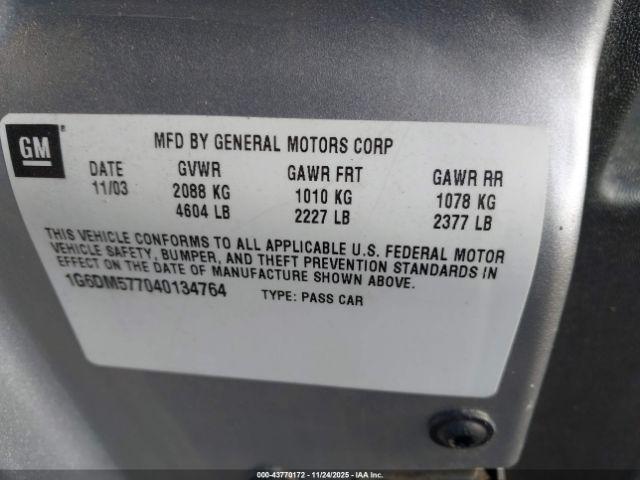 GM®
MFD BY GENERAL MOTORS CORP
DATE GVWR GAWR FRT GAWR RR
11/03 2088 KG 1010 KG 1078 KG
4604 LB 2227 LB 2377 LB
THIS VEHICLE CONFORMS TO ALL APPLICABLE U.S. FEDERAL MOTOR
VEHICLE SAFETY, BUMPER, AND THEFT PREVENTION STANDARDS IN
EFFECT ON THE DATE OF MANUFACTURE SHOWN ABOVE.
1G6DM577040134764 TYPE: PASS CAR
000-43770172 - 11/24/2025 - IAAI.COM